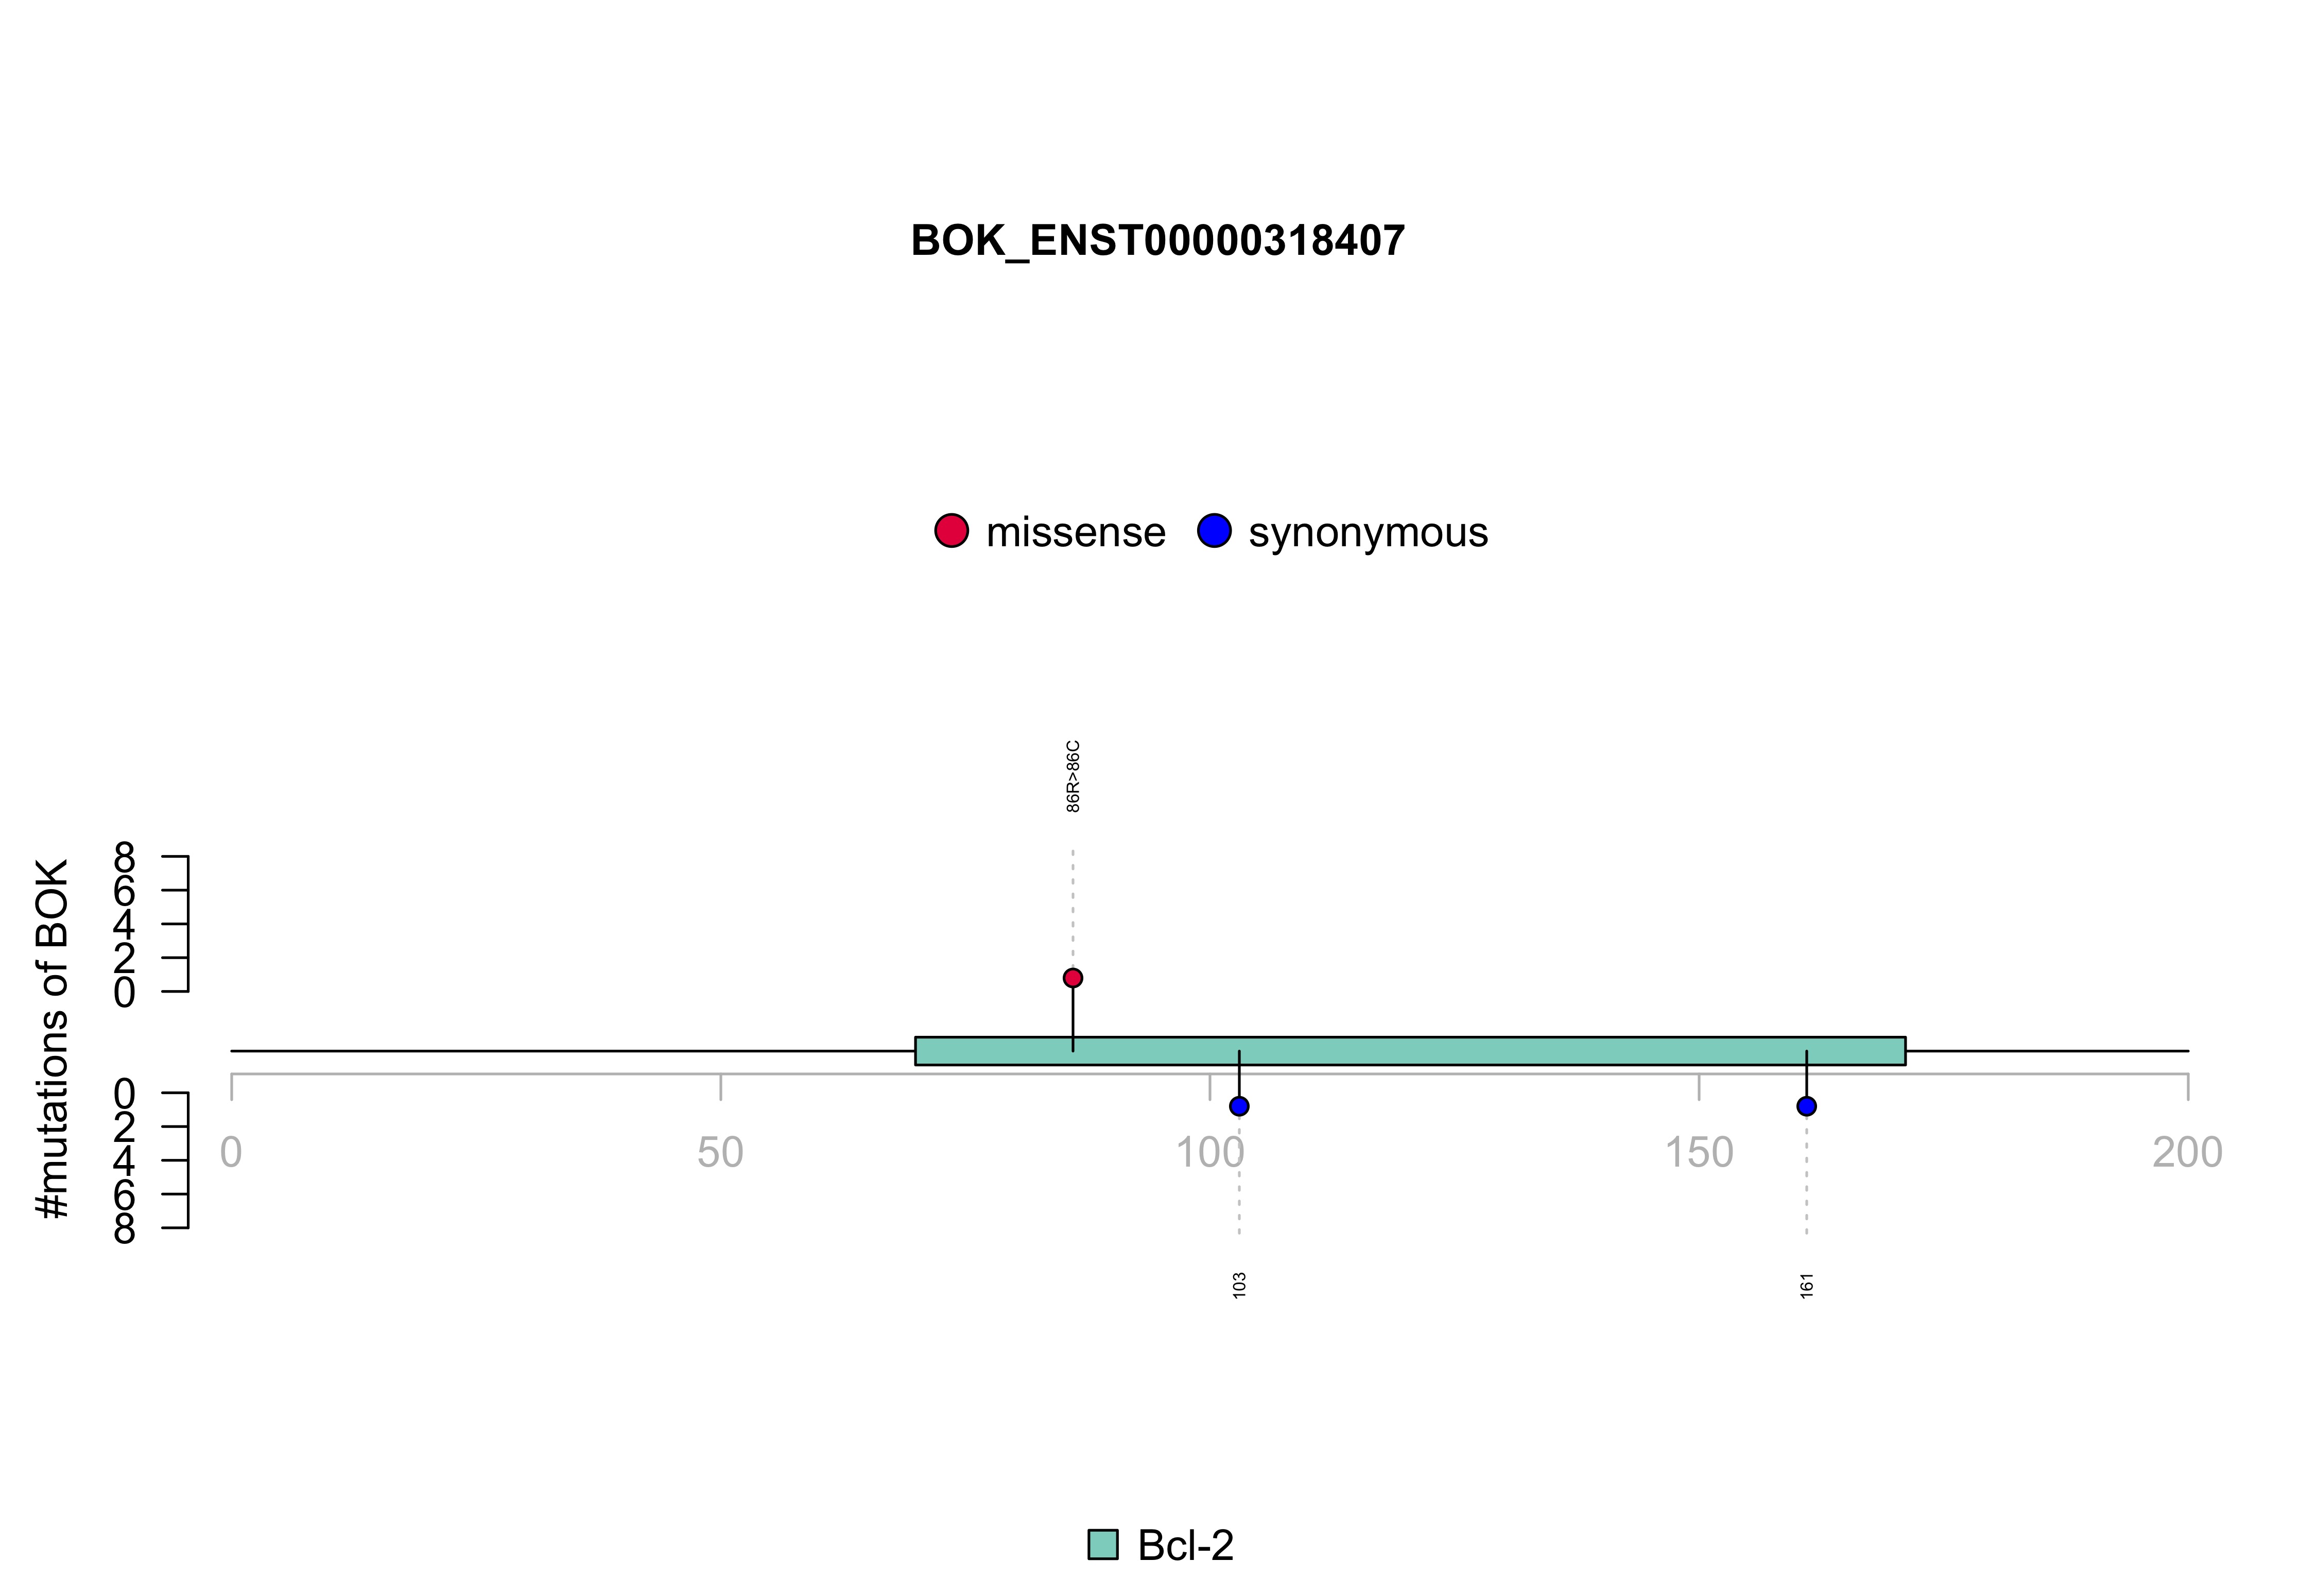 BOK_ENST00000318407
missense synonymous
86R>86C
#mutations of BOK
8
6
4
2
0
0
2
4
6
8
0 50 100 150 200
103 161
Bcl-2